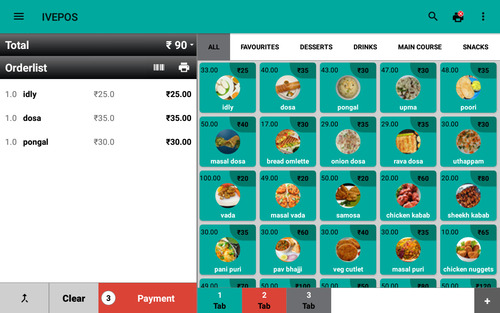 IVEPOS
Total ₹ 90
Orderlist
1.0 idly ₹25.0 ₹25.00
1.0 dosa ₹35.0 ₹35.00
1.0 pongal ₹30.0 ₹30.00
Clear 3 Payment
ALL FAVOURITES DESSERTS DRINKS MAIN COURSE SNACKS
33.00 ₹25 40.00 ₹35 43.00 ₹30 47.00 ₹30 48.00 ₹35
idly dosa pongal upma poori
50.00 ₹40 17.00 ₹30 29.00 ₹35 29.00 ₹35 30.00 ₹30
masal dosa bread omlette onion dosa rava dosa uthappam
100.00 ₹20 49.00 ₹20 50.00 ₹20 20.00 ₹60 20.00 ₹80
vada masal vada samosa chicken kabab sheekh kabab
30.00 ₹35 30.00 ₹60 30.00 ₹40 30.00 ₹35 10.00 ₹65
pani puri pav bhajji veg cutlet masal puri chicken nuggets
1 2 3
Tab Tab Tab
+